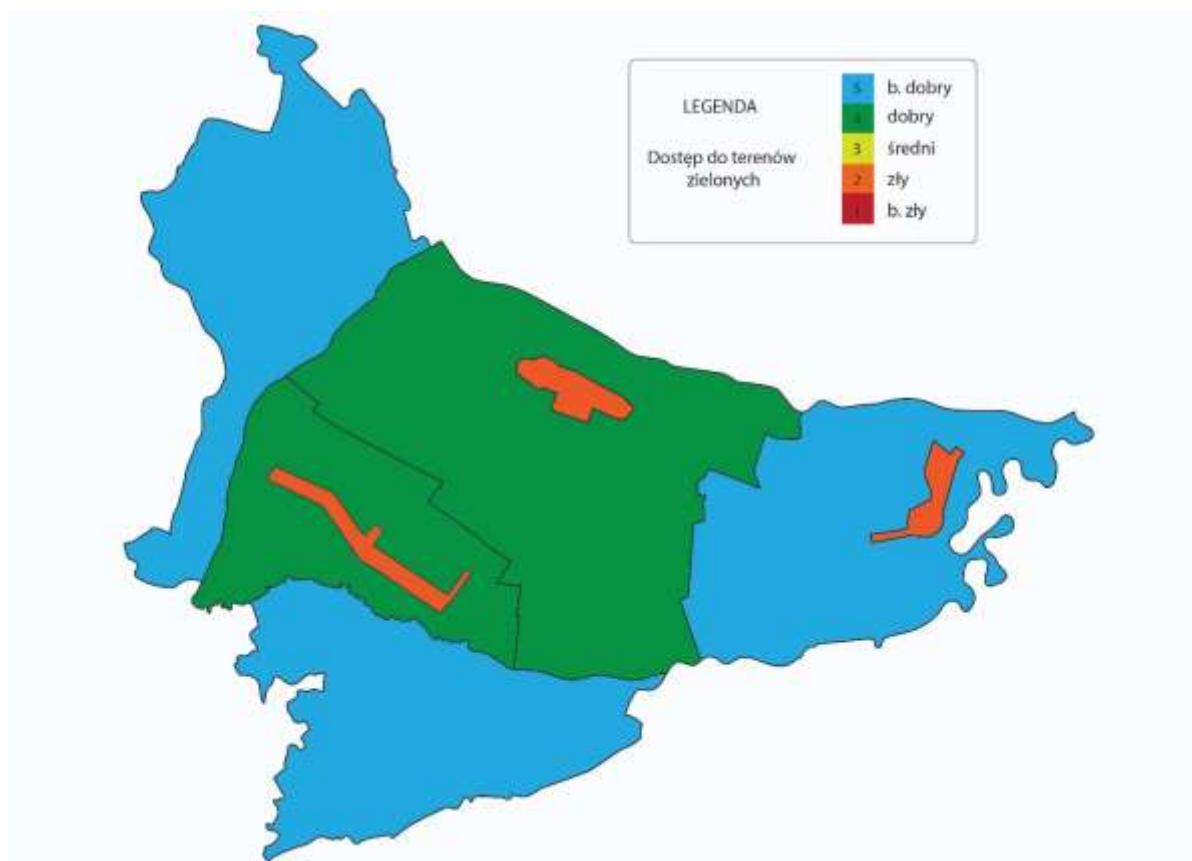 LEGENDA
Dostęp do terenów
zielonych
5 b. dobry
4 dobry
3 średni
2 zły
1 b. zły